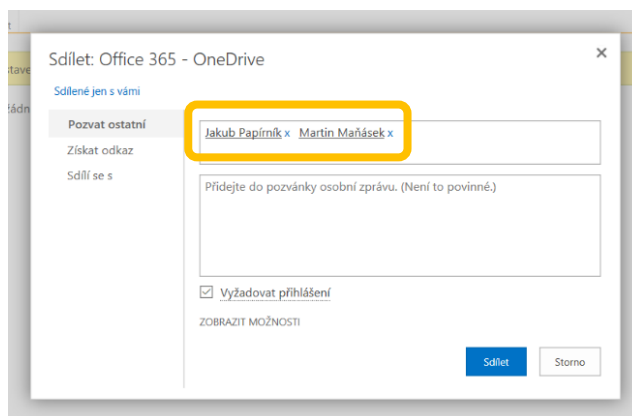 Sdílet: Office 365 - OneDrive
Sdílené jen s vámi
Pozvat ostatní
Získat odkaz
Sdílí se s
Jakub Papírník x Martin Maňásek x
Přidejte do pozvánky osobní zprávu. (Není to povinné.)
Vyžadovat přihlášení
ZOBRAZIT MOŽNOSTI
Sdílet Storno